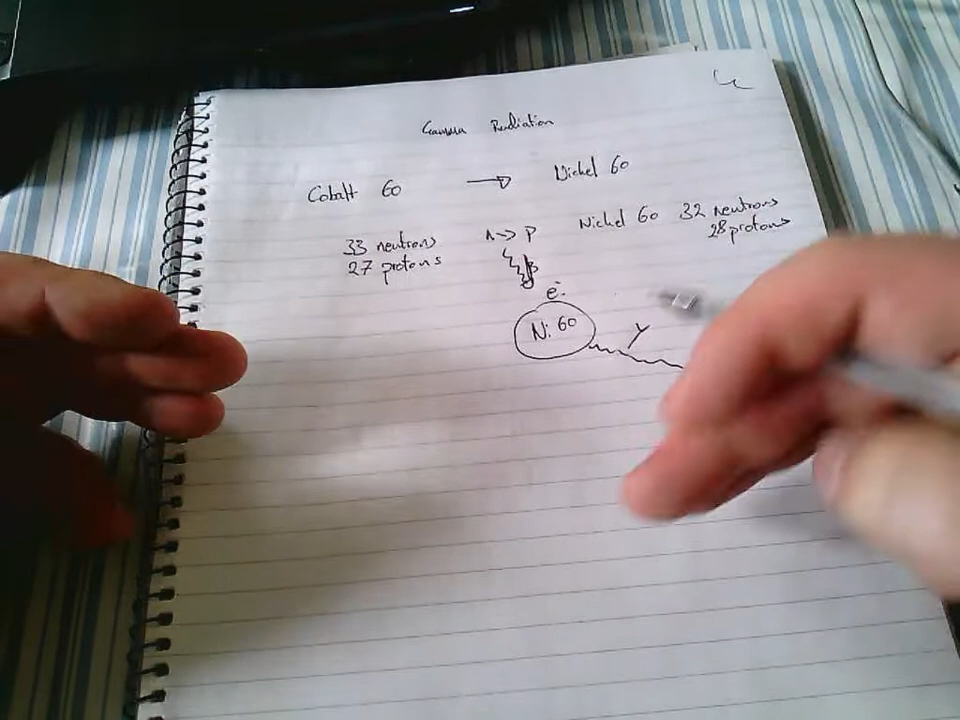 Gamma Radiation
Cobalt 60 → Nickel 60
33 neutrons
27 protons
n → p
e-
Nickel 60 32 neutrons
28 protons
Ni 60
γ